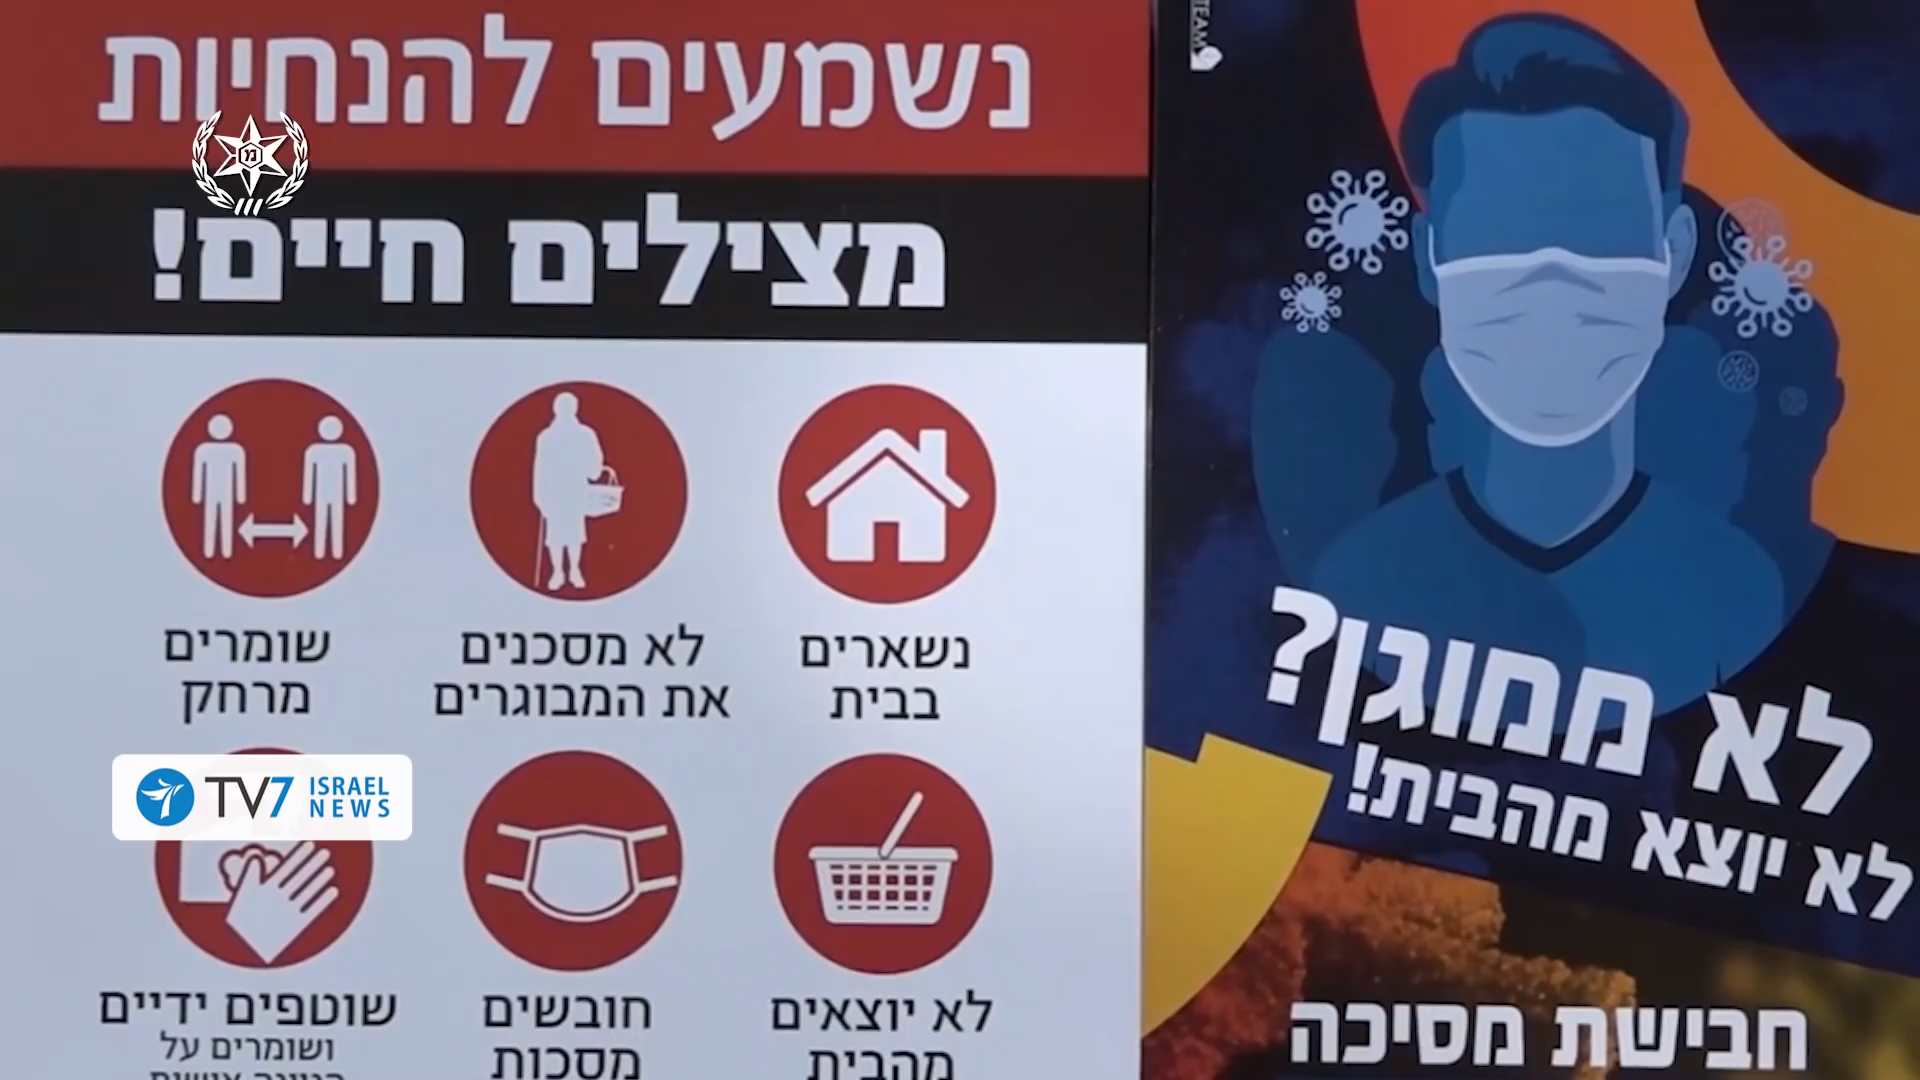 נשמעים להנחיות
מצילים חיים!
נשארים
בבית
לא מסכנים
את המבוגרים
שומרים
מרחק
לא יוצאים
מהבית
חובשים
מסכות
שוטפים ידיים
ושומרים על
TV7 ISRAEL
NEWS
TEAM
לא ממוגן?
לא יוצא מהבית!
חבישת מסיכה